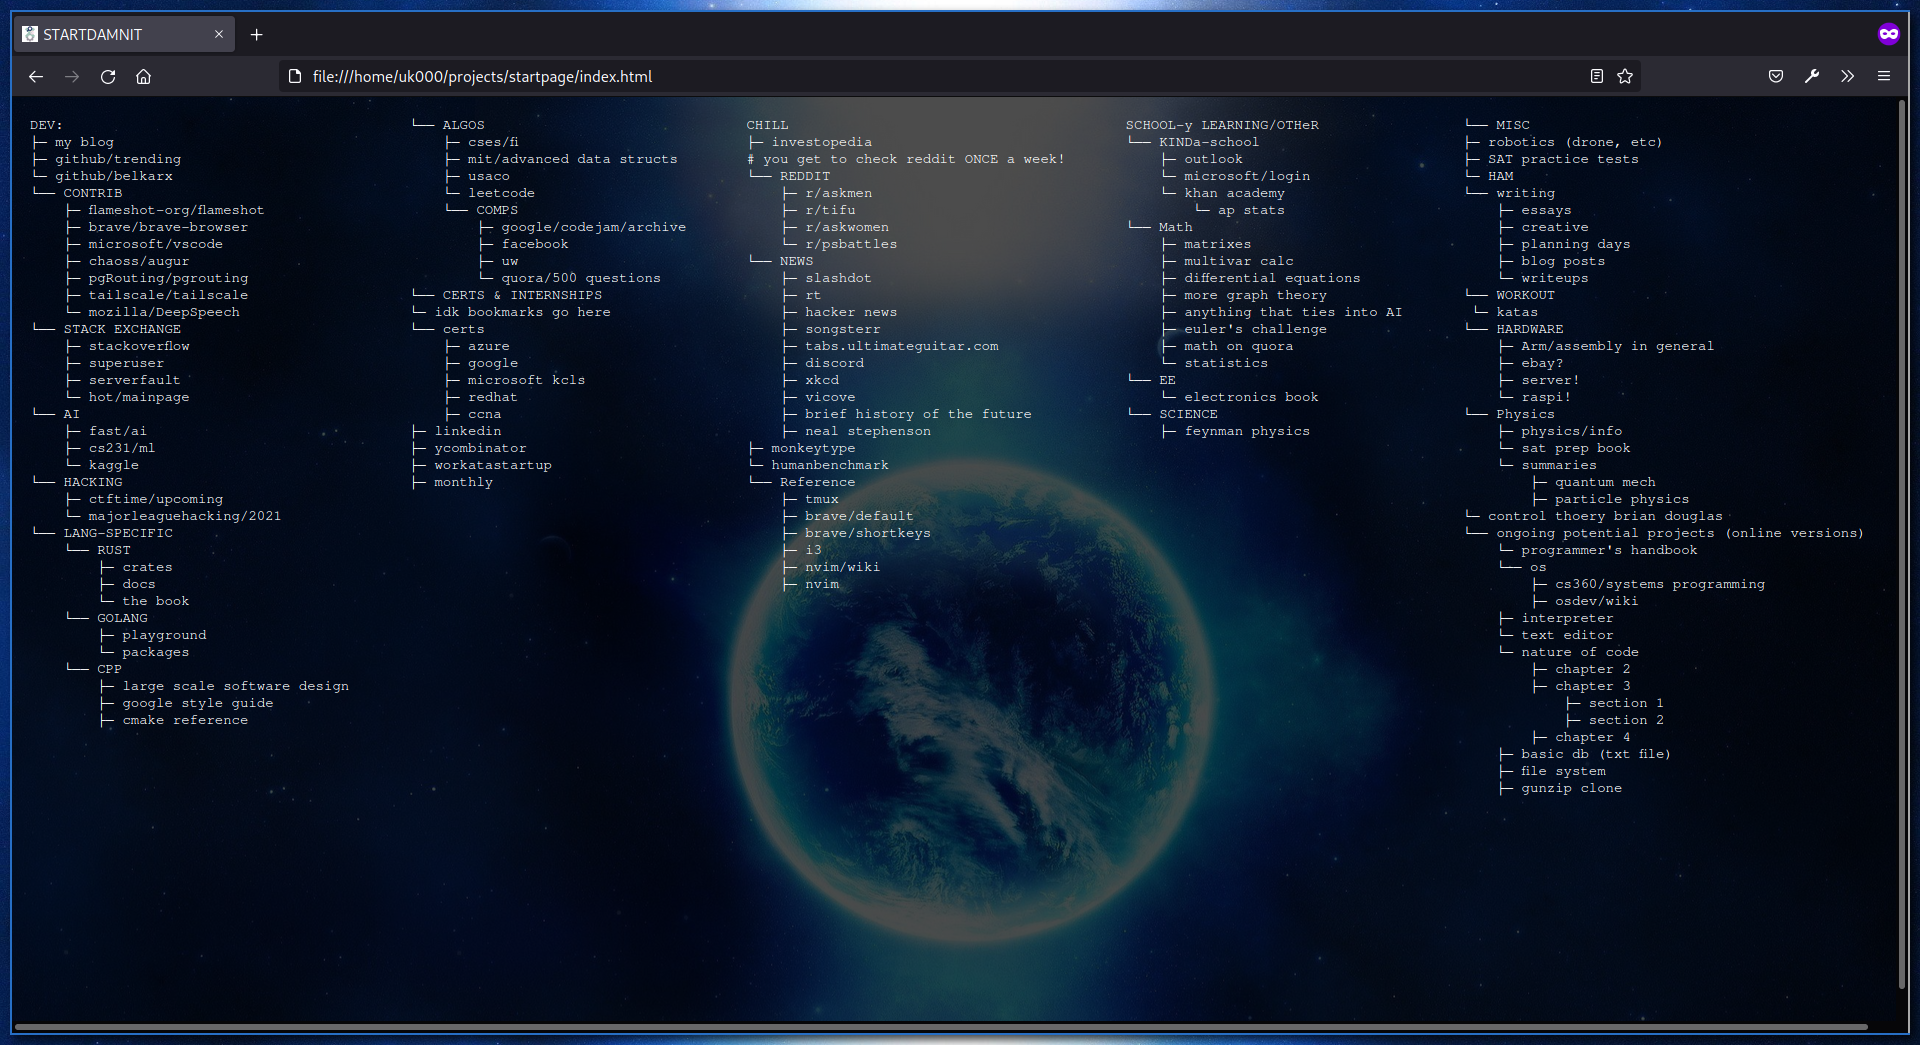 STARTDAMNIT
file:///home/uk000/projects/startpage/index.html
DEV:
├─ my blog
├─ github/trending
└─ github/belkarx
└── CONTRIB
├─ flameshot-org/flameshot
├─ brave/brave-browser
├─ microsoft/vscode
├─ chaoss/augur
├─ pgRouting/pgrouting
├─ tailscale/tailscale
└─ mozilla/DeepSpeech
└── STACK EXCHANGE
├─ stackoverflow
├─ superuser
├─ serverfault
└─ hot/mainpage
└── AI
├─ fast/ai
├─ cs231/ml
└─ kaggle
└── HACKING
├─ ctftime/upcoming
└─ majorleaguehacking/2021
└── LANG-SPECIFIC
└── RUST
├─ crates
├─ docs
└─ the book
└── GOLANG
├─ playground
└─ packages
└── CPP
├─ large scale software design
├─ google style guide
├─ cmake reference
└── ALGOS
├─ cses/fi
├─ mit/advanced data structs
├─ usaco
└─ leetcode
└── COMPS
├─ google/codejam/archive
├─ facebook
├─ uw
└─ quora/500 questions
└── CERTS & INTERNSHIPS
└─ idk bookmarks go here
└── certs
├─ azure
├─ google
├─ microsoft kcls
├─ redhat
├─ ccna
├─ linkedin
├─ ycombinator
├─ workatastartup
├─ monthly
CHILL
├─ investopedia
# you get to check reddit ONCE a week!
└── REDDIT
├─ r/askmen
├─ r/tifu
├─ r/askwomen
└─ r/psbattles
└── NEWS
├─ slashdot
├─ rt
├─ hacker news
├─ songsterr
├─ tabs.ultimateguitar.com
├─ discord
├─ xkcd
├─ vicove
├─ brief history of the future
├─ neal stephenson
├─ monkeytype
└─ humanbenchmark
└── Reference
├─ tmux
├─ brave/default
├─ brave/shortkeys
├─ i3
├─ nvim/wiki
├─ nvim
SCHOOL-y LEARNING/OTHeR
└── KINDa-school
├─ outlook
└─ microsoft/login
└─ khan academy
└─ ap stats
└── Math
├─ matrixes
├─ multivar calc
├─ differential equations
├─ more graph theory
├─ anything that ties into AI
├─ euler's challenge
├─ math on quora
└─ statistics
└── EE
└─ electronics book
└── SCIENCE
├─ feynman physics
└── MISC
├─ robotics (drone, etc)
├─ SAT practice tests
└─ HAM
└── writing
├─ essays
├─ creative
├─ planning days
├─ blog posts
└─ writeups
└── WORKOUT
└─ katas
└── HARDWARE
├─ Arm/assembly in general
├─ ebay?
├─ server!
└─ raspi!
└── Physics
├─ physics/info
└─ sat prep book
└─ summaries
├─ quantum mech
├─ particle physics
└─ control thoery brian douglas
└── ongoing potential projects (online versions)
└─ programmer's handbook
└── os
├─ cs360/systems programming
├─ osdev/wiki
├─ interpreter
└─ text editor
└─ nature of code
├─ chapter 2
├─ chapter 3
├─ section 1
├─ section 2
├─ chapter 4
├─ basic db (txt file)
├─ file system
├─ gunzip clone